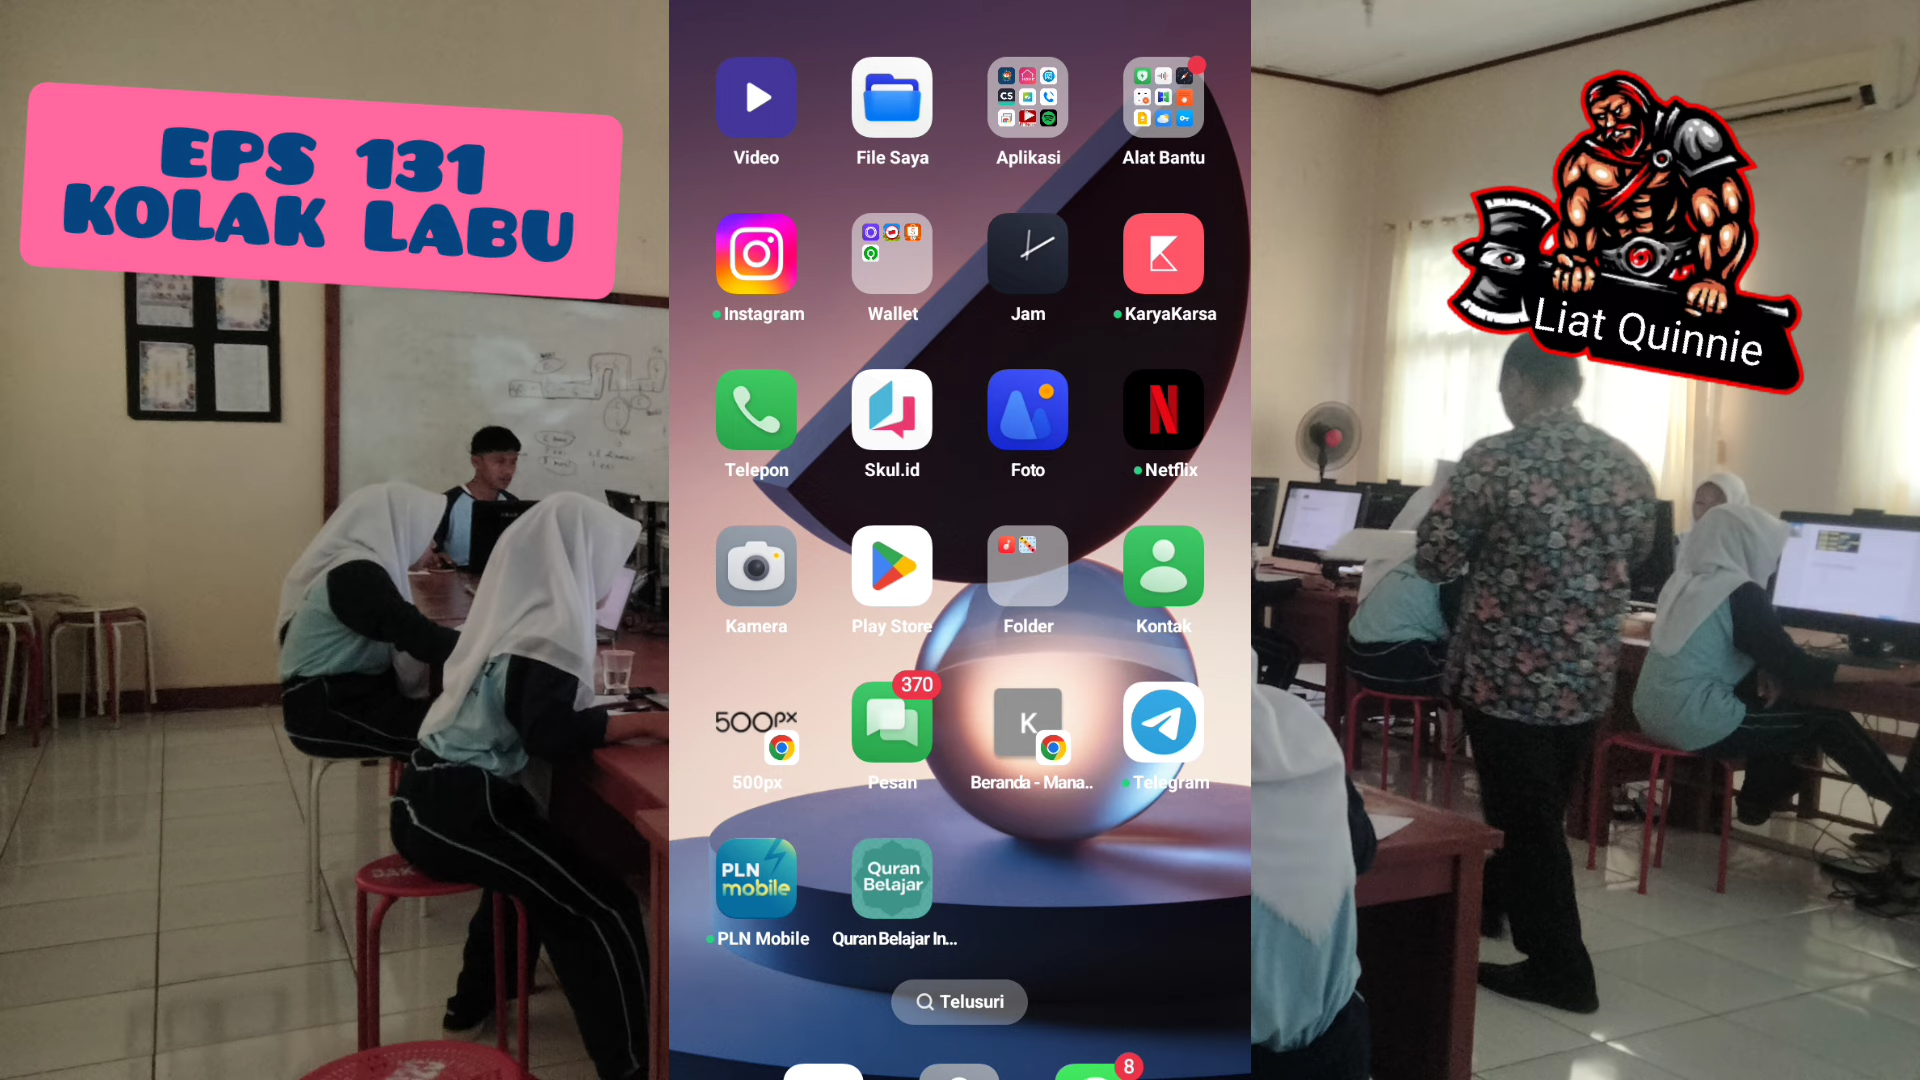 EPS 131
KOLAK LABU
Video
File Saya
CS
Aplikasi
Alat Bantu
Instagram
Wallet
Jam
KaryaKarsa
Liat Quinnie
Telepon
Skul.id
Foto
N
Netflix
Kamera
Play Store
Folder
Kontak
500px
500px
370
Pesan
K
Beranda - Mana..
Telegram
PLN
mobile
PLN Mobile
Quran
Belajar
Quran Belajar In...
Telusuri
8